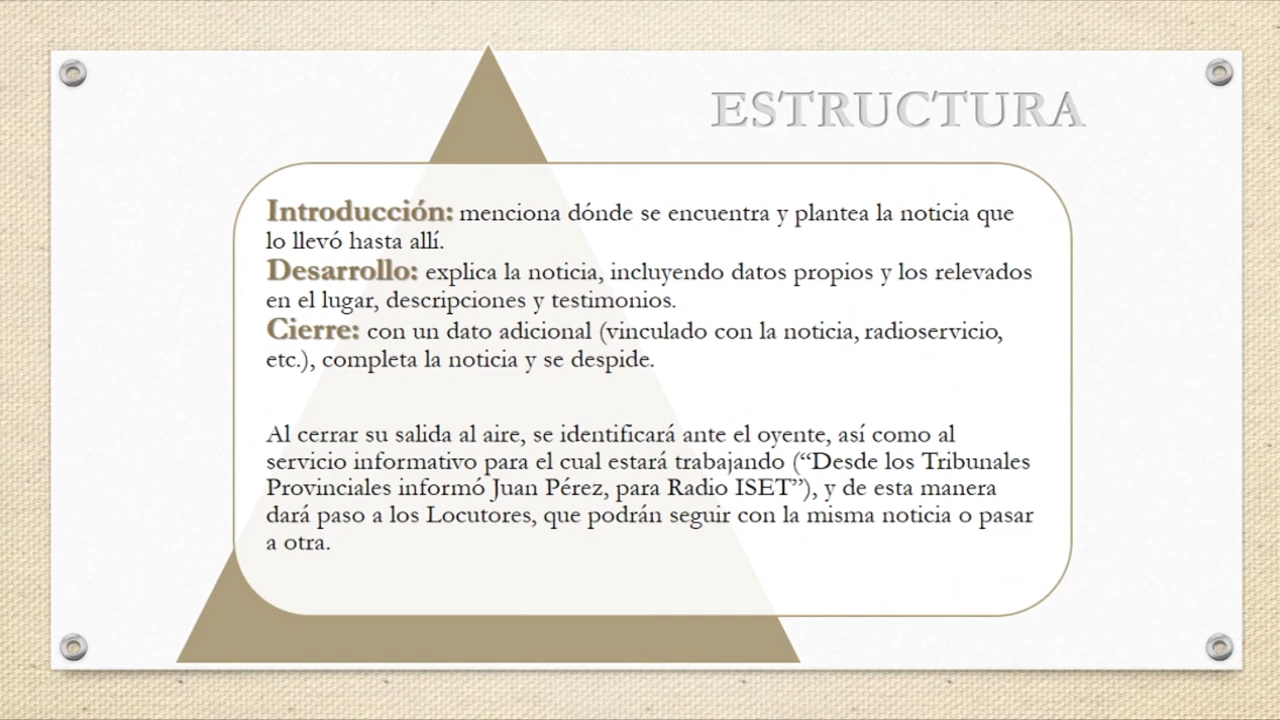 ESTRUCTURA
Introducción: menciona dónde se encuentra y plantea la noticia que
lo llevó hasta allí.
Desarrollo: explica la noticia, incluyendo datos propios y los relevados
en el lugar, descripciones y testimonios.
Cierre: con un dato adicional (vinculado con la noticia, radioservicio,
etc.), completa la noticia y se despide.
Al cerrar su salida al aire, se identificará ante el oyente, así como al
servicio informativo para el cual estará trabajando (“Desde los Tribunales
Provinciales informó Juan Pérez, para Radio ISET”), y de esta manera
dará paso a los Locutores, que podrán seguir con la misma noticia o pasar
a otra.